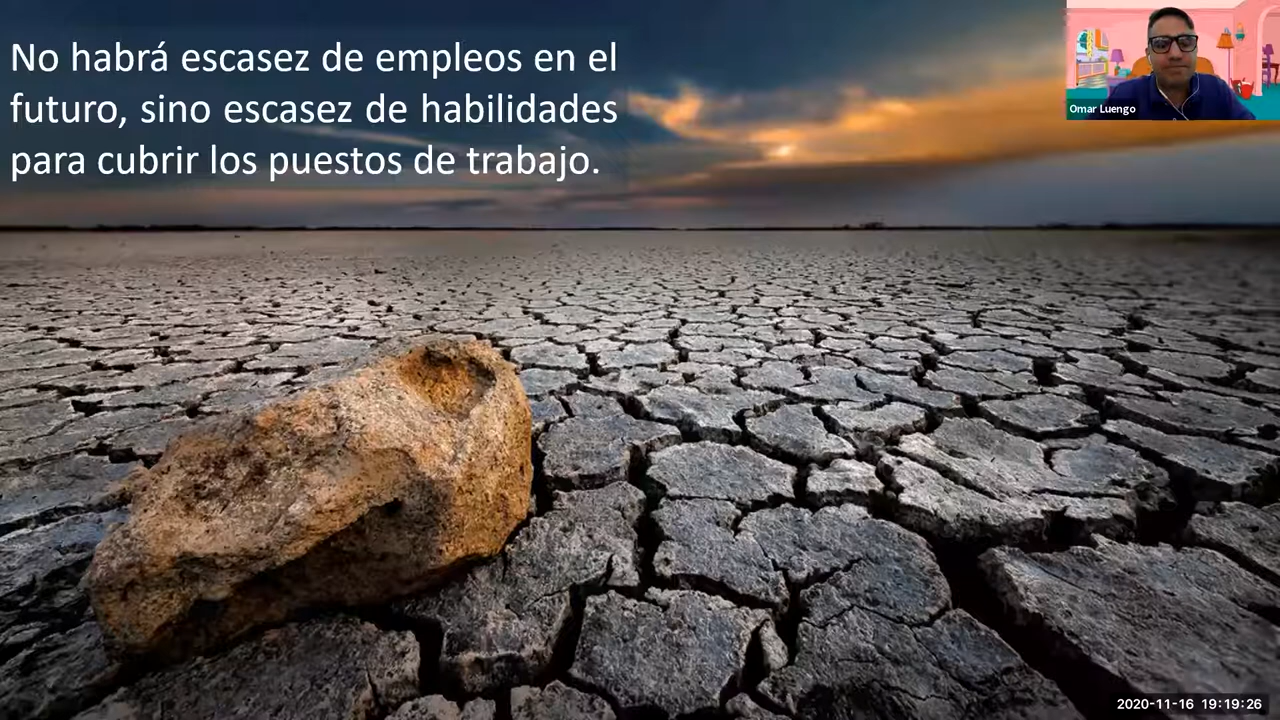 No habrá escasez de empleos en el
futuro, sino escasez de habilidades
para cubrir los puestos de trabajo.
Omar Luengo
2020-11-16 19:19:26